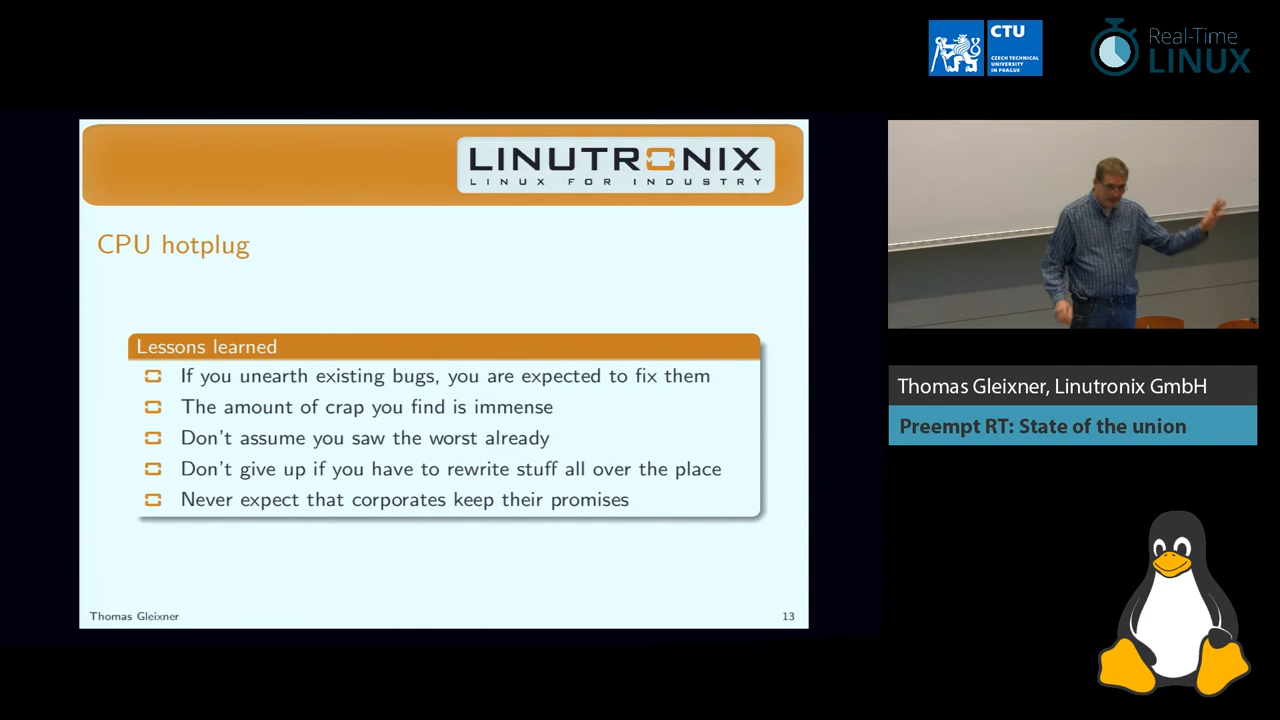 CTU
CZECH TECHNICAL
UNIVERSITY
IN PRAGUE
Real-Time
LINUX
LINUTRONIX
LINUX FOR INDUSTRY
CPU hotplug
Lessons learned
If you unearth existing bugs, you are expected to fix them
The amount of crap you find is immense
Don't assume you saw the worst already
Don't give up if you have to rewrite stuff all over the place
Never expect that corporates keep their promises
Thomas Gleixner
13
Thomas Gleixner, Linutronix GmbH
Preempt RT: State of the union